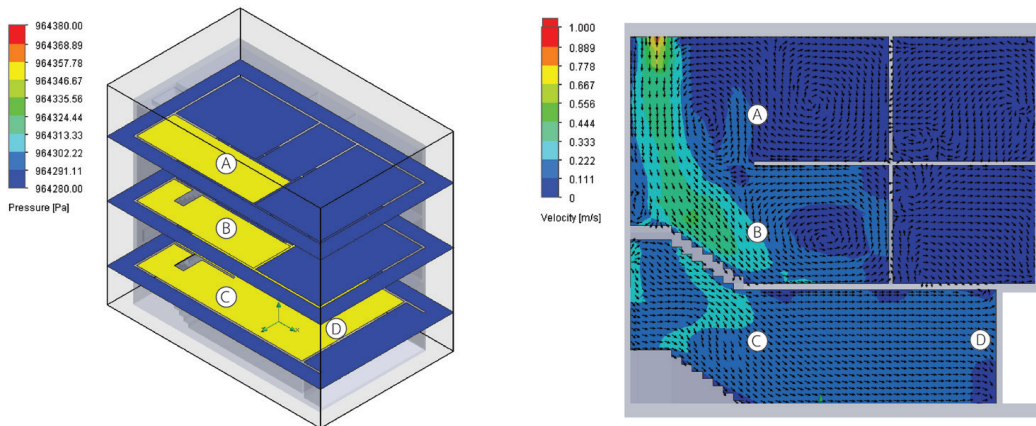 964380.00
964368.89
964357.78
964346.67
964335.56
964324.44
964313.33
964302.22
964291.11
964280.00
Pressure [Pa]
A
B
C
D
1.000
0.889
0.778
0.667
0.556
0.444
0.333
0.222
0.111
0
Velocity [m/s]
A
B
C
D